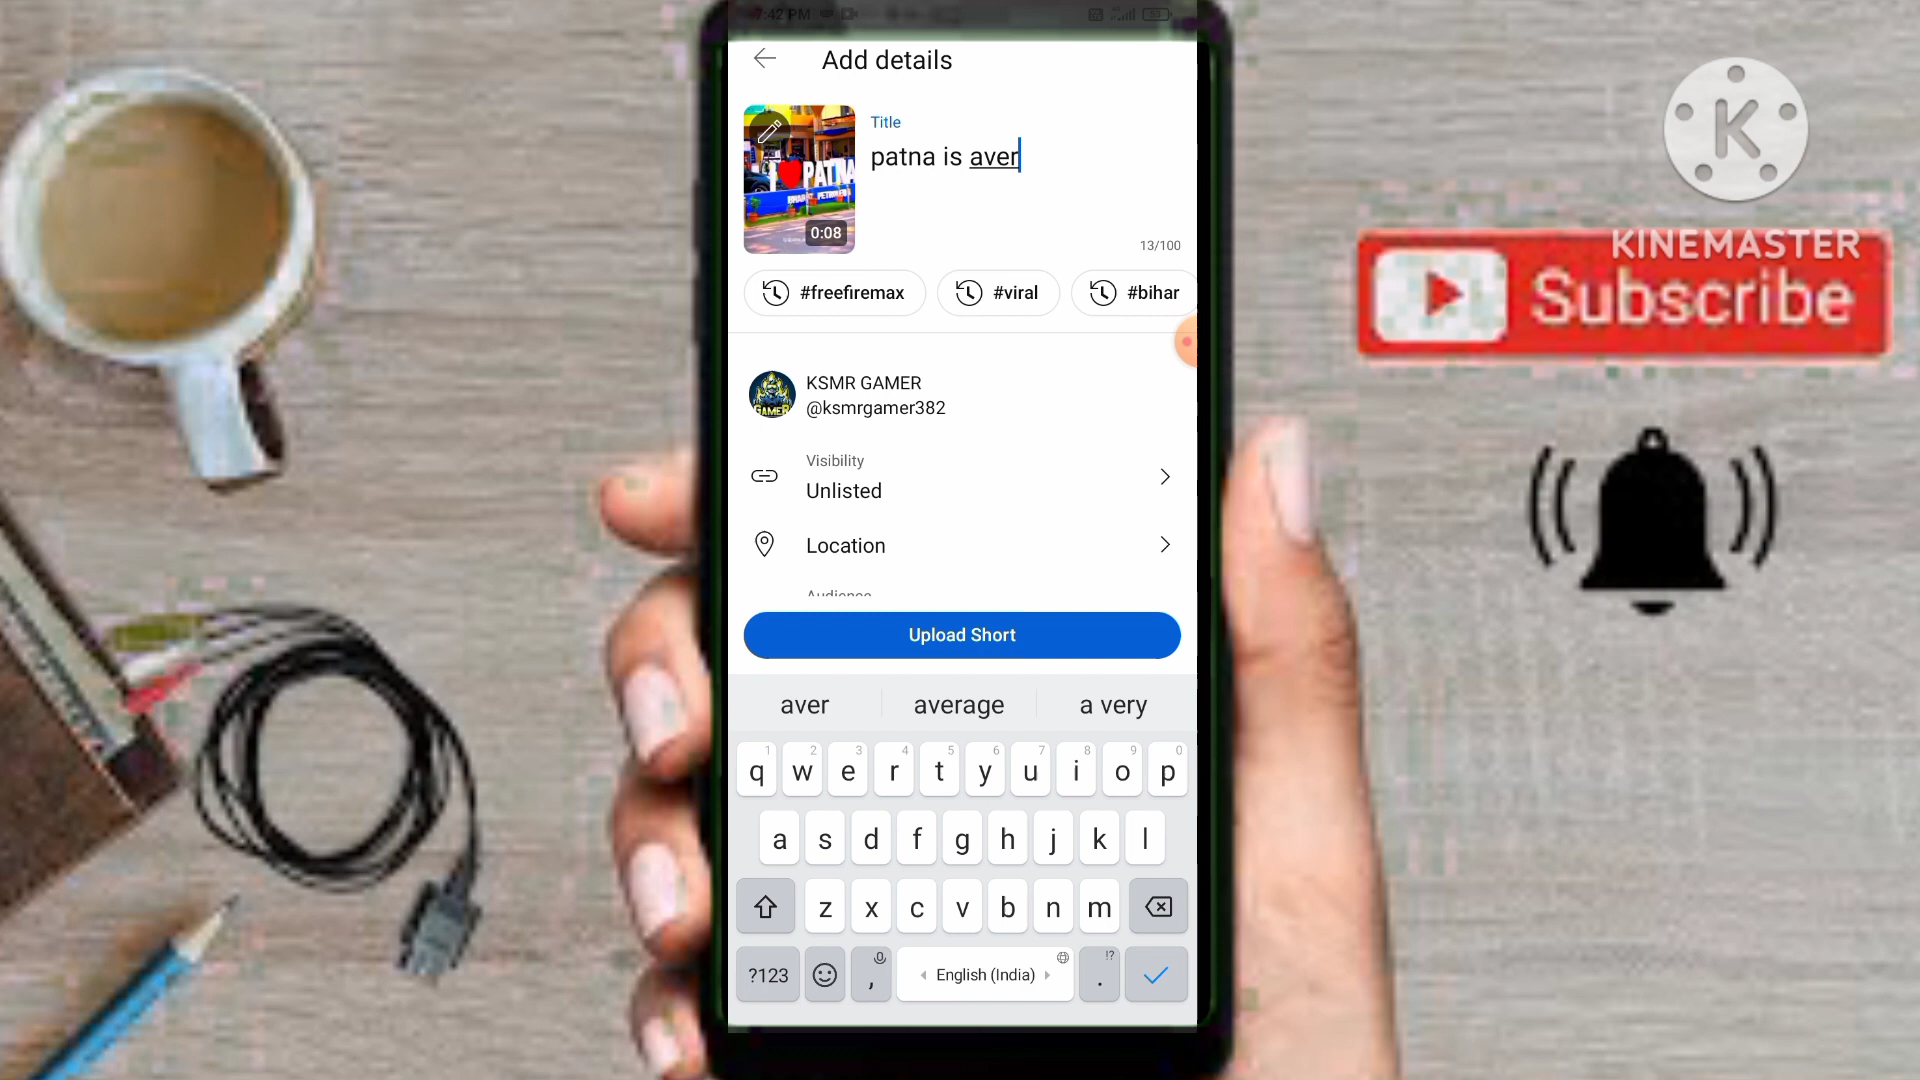 7:42 PM
Add details
Title
I PATNA
patna is aver
0:08
13/100
#freefiremax
#viral
#bihar
KSMR GAMER
@ksmrgamer382
Visibility
Unlisted
Location
Audience
Upload Short
aver
average
a very
1 2 3 4 5 6 7 8 9 0
q w e r t y u i o p
a s d f g h j k l
z x c v b n m
!?
?123 , English (India) .
K
KINEMASTER
Subscribe
GAMER